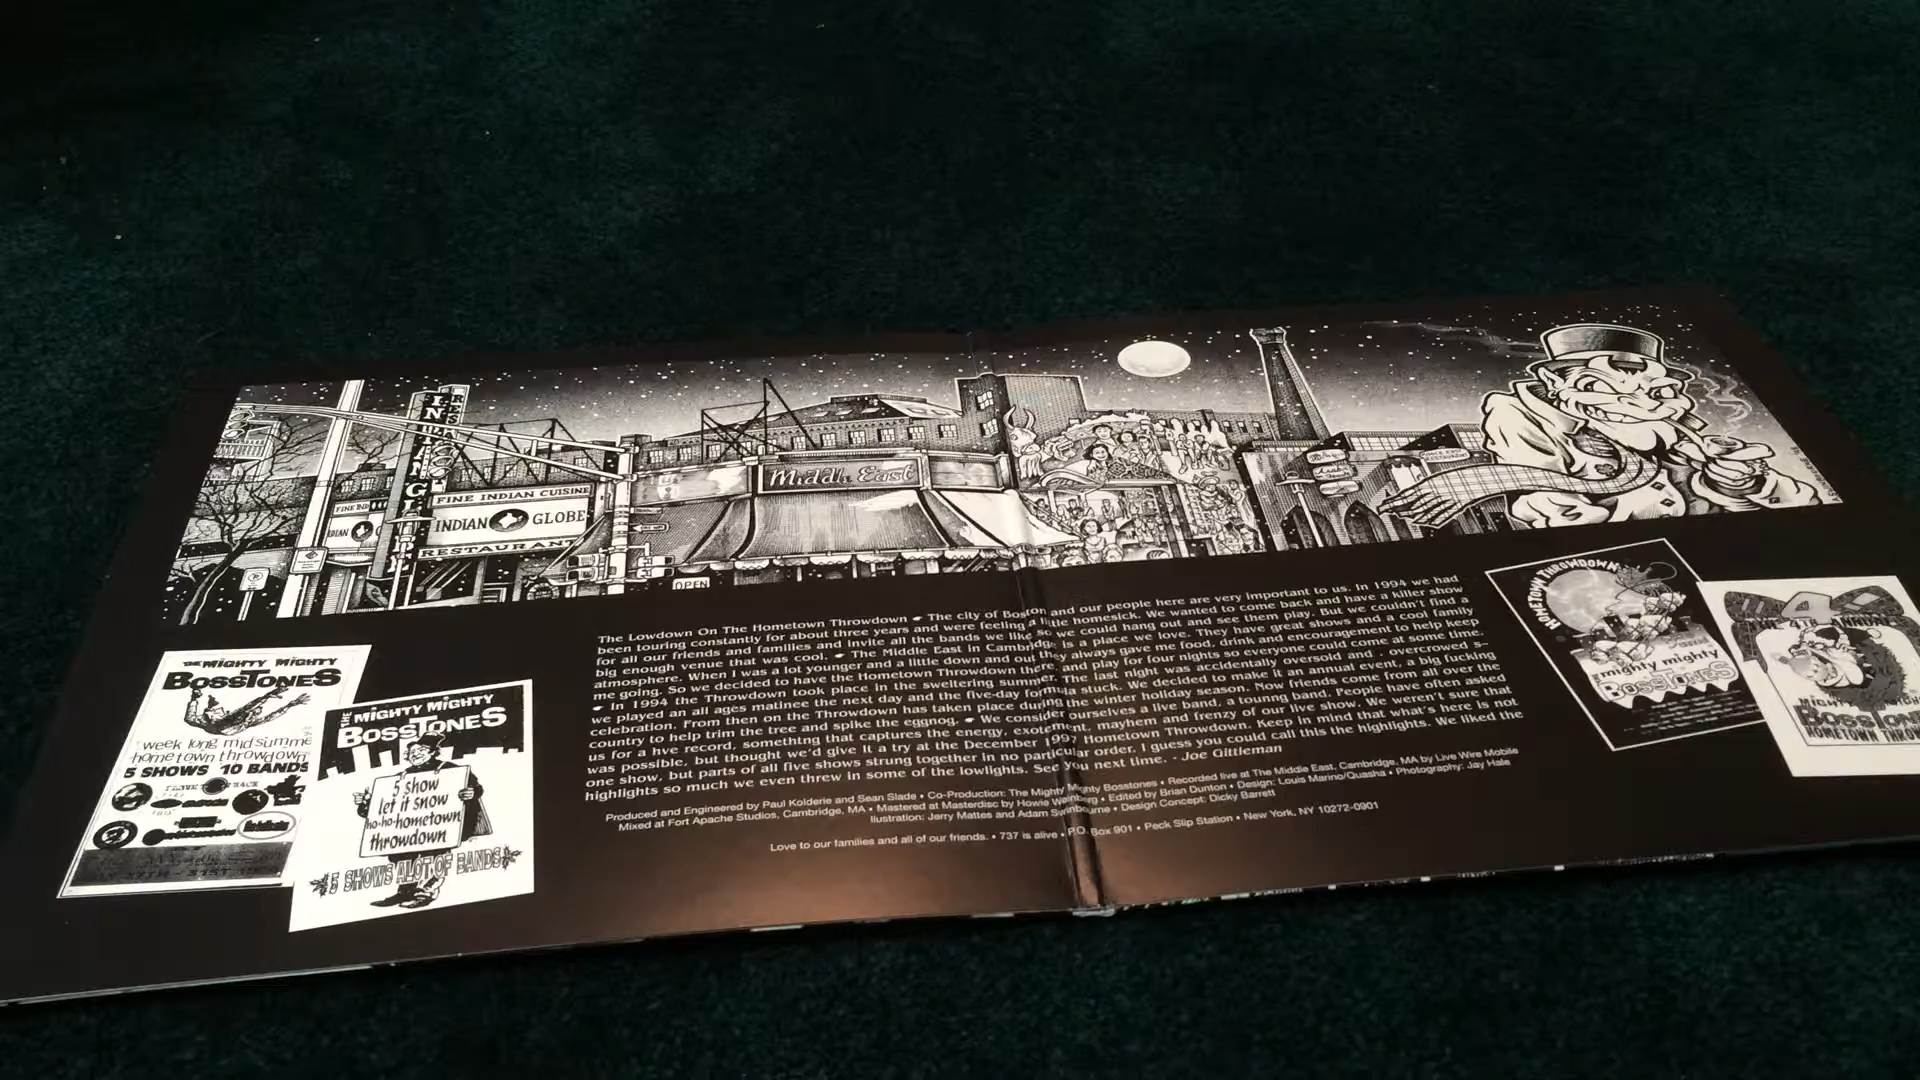 INDIAN GLOBE
RES
FINE INDIAN CUISINE
INDIAN GLOBE
RESTAURANT
Middle East
OPEN
The Lowdown On The Hometown Throwdown The city of Boston and our people here are very important to us. In 1994 we had
been touring constantly for about three years and were feeling a little homesick. We wanted to come back and have a killer show
for all our friends and families and invite all the bands we like so we could hang out and see them play. But we couldn't find a
big enough venue that was cool. The Middle East in Cambridge is a place we love. They have great shows and a cool family
atmosphere. When I was a lot younger and a little down and out they always gave me food, drink and encouragement to help keep
me going. So we decided to have the Hometown Throwdown there and play for four nights so everyone could come at some time.
In 1994 the Throwdown took place in the sweltering summer. The last night was accidentally oversold and overcrowed
we played an all ages matinee the next day and the five-day formula stuck. We decided to make it an annual event, a big fucking
celebration. From then on the Throwdown has taken place during the winter holiday season. Now friends come from all over the
country to help trim the tree and spike the eggnog. We consider ourselves a live band, a touring band. People have often asked
us for a live record, something that captures the energy, excitement, mayhem and frenzy of our live show. We weren't sure that
was possible, but thought we'd give it a try at the December 1997 Hometown Throwdown. Keep in mind that what's here is not
one show, but parts of all five shows strung together in no particular order. I guess you could call this the highlights. We liked the
highlights so much we even threw in some of the lowlights. See you next time. - Joe Gittleman
Produced and Engineered by Paul Kolderie and Sean Slade • Co-Production: The Mighty Mighty Bosstones • Recorded live at The Middle East, Cambridge, MA by Live Wire Mobile
Mixed at Fort Apache Studios, Cambridge, MA • Mastered at Masterdisc by Howie Weinberg • Edited by Brian Dunton • Design: Louis Marino/Quasha • Photography: Jay Hale
Illustration: Jerry Mattes and Adam Swinbourne • Design Concept: Dicky Barrett
Love to our families and all of our friends. • 737 is alive • P.O. Box 901 • Peck Slip Station • New York, NY 10272-0901
THE MIGHTY MIGHTY
BOSSTONES
week long midsumme
hometown throwdown
5 SHOWS 10 BANDS
27TH - 31ST
THE MIGHTY MIGHTY
BOSSTONES
5 show
let it snow
ho-ho-hometown
throwdown
5 SHOWS ALOT OF BANDS
HOMETOWN THROWDOWN
mighty mighty
BOSSTONES
4TH ANNUAL
MIGHTY
BOSSTON
HOMETOWN THROW